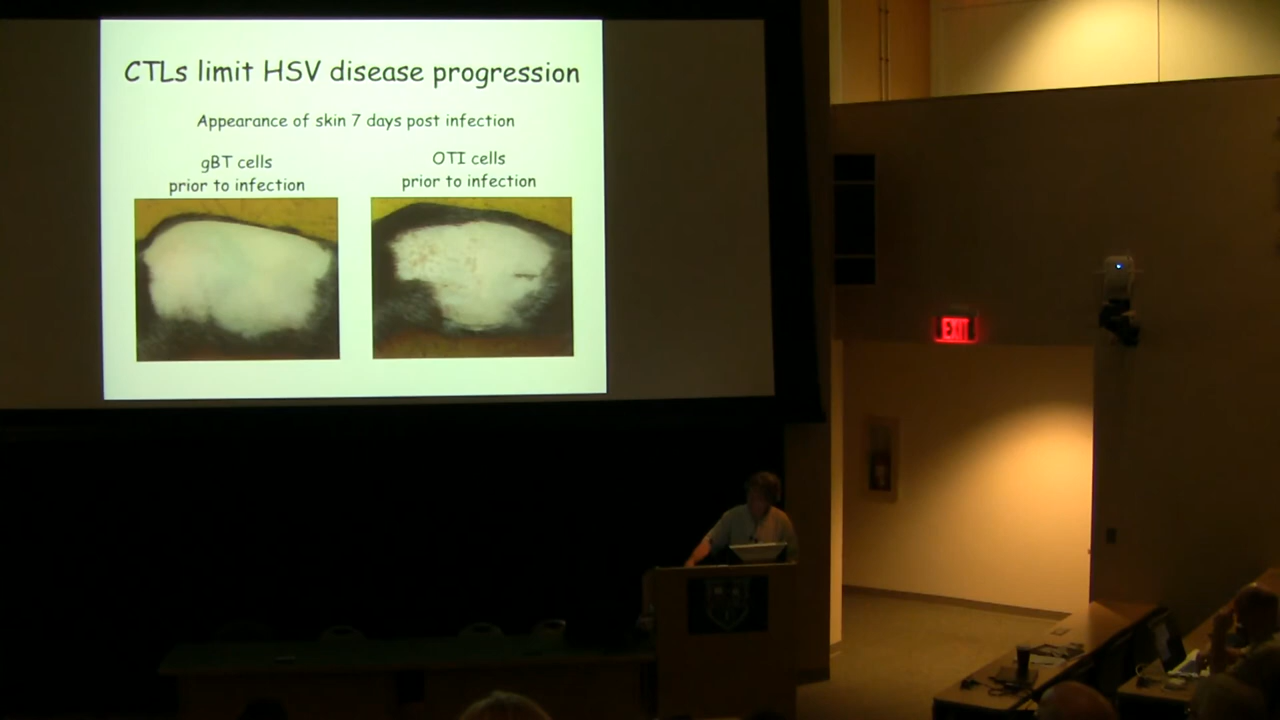 CTLs limit HSV disease progression
Appearance of skin 7 days post infection
gBT cells
prior to infection
OTI cells
prior to infection
EXIT